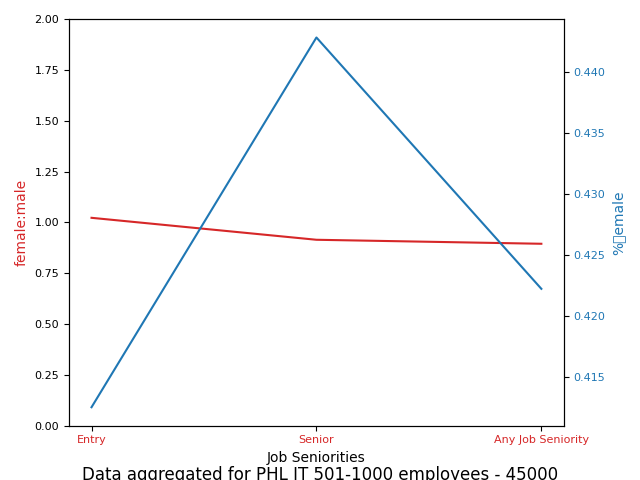 2.00
1.75
1.50
1.25
1.00
0.75
0.50
0.25
0.00
female:male
0.440
0.435
0.430
0.425
0.420
0.415
Entry
Senior
Any Job Seniority
Job Seniorities
Data aggregated for PHL IT 501-1000 employees - 45000